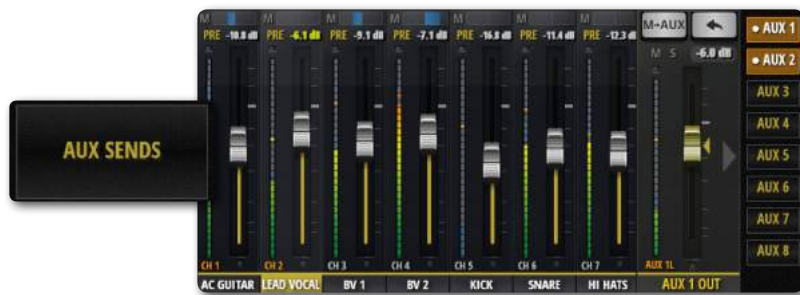 AUX SENDS
M M M M M M M M→AUX
PRE -10.8 dB PRE -6.1 dB PRE -9.1 dB PRE -7.1 dB PRE -16.8 dB PRE -11.4 dB PRE -12.3 dB
M S -6.0 dB
CH 1 CH 2 CH 3 CH 4 CH 5 CH 6 CH 7 AUX 1L
AC GUITAR LEAD VOCAL BV 1 BV 2 KICK SNARE HI HATS AUX 1 OUT
AUX 1
AUX 2
AUX 3
AUX 4
AUX 5
AUX 6
AUX 7
AUX 8